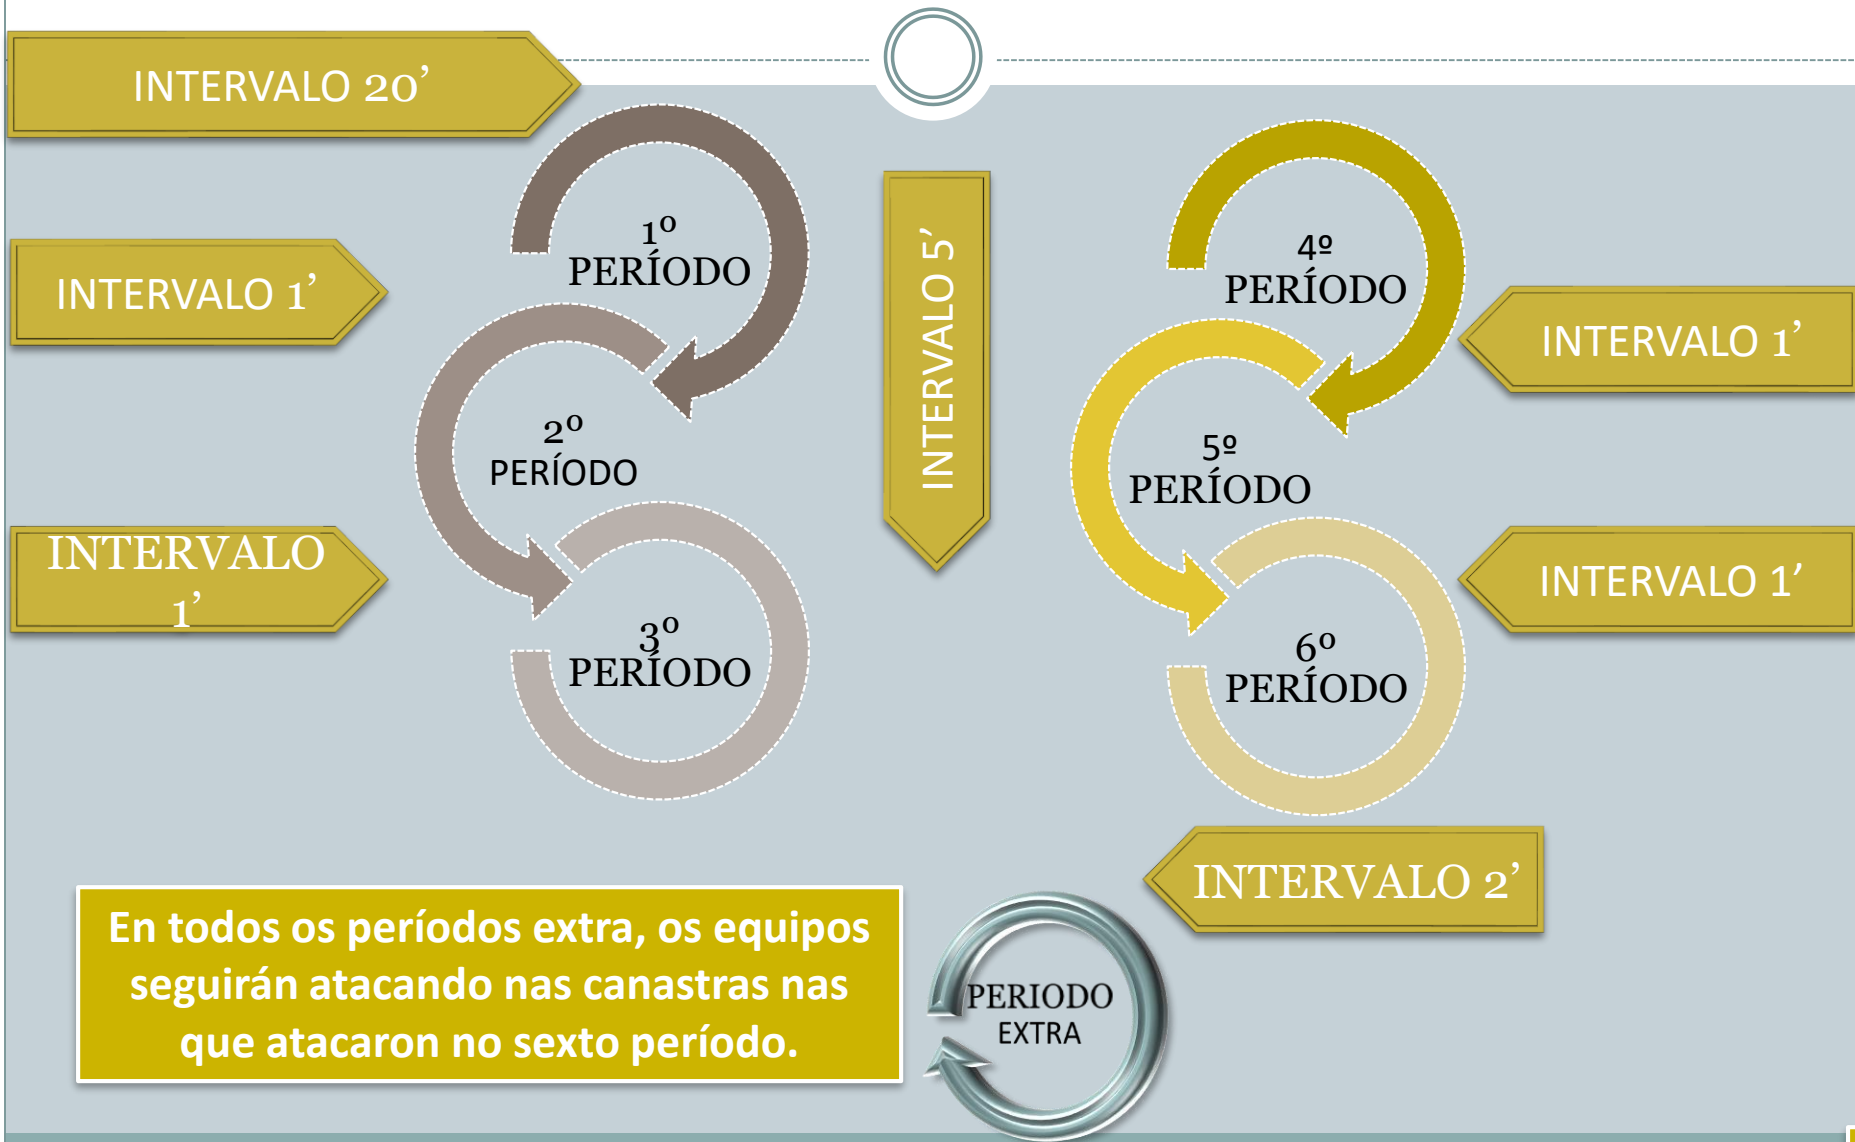 INTERVALO 20’
1º
PERÍODO
INTERVALO 1’
2º
PERÍODO
INTERVALO
1’
3º
PERÍODO
INTERVALO 5’
4º
PERÍODO
INTERVALO 1’
5º
PERÍODO
INTERVALO 1’
6º
PERÍODO
INTERVALO 2’
PERIODO
EXTRA
En todos os períodos extra, os equipos
seguirán atacando nas canastras nas
que atacaron no sexto período.